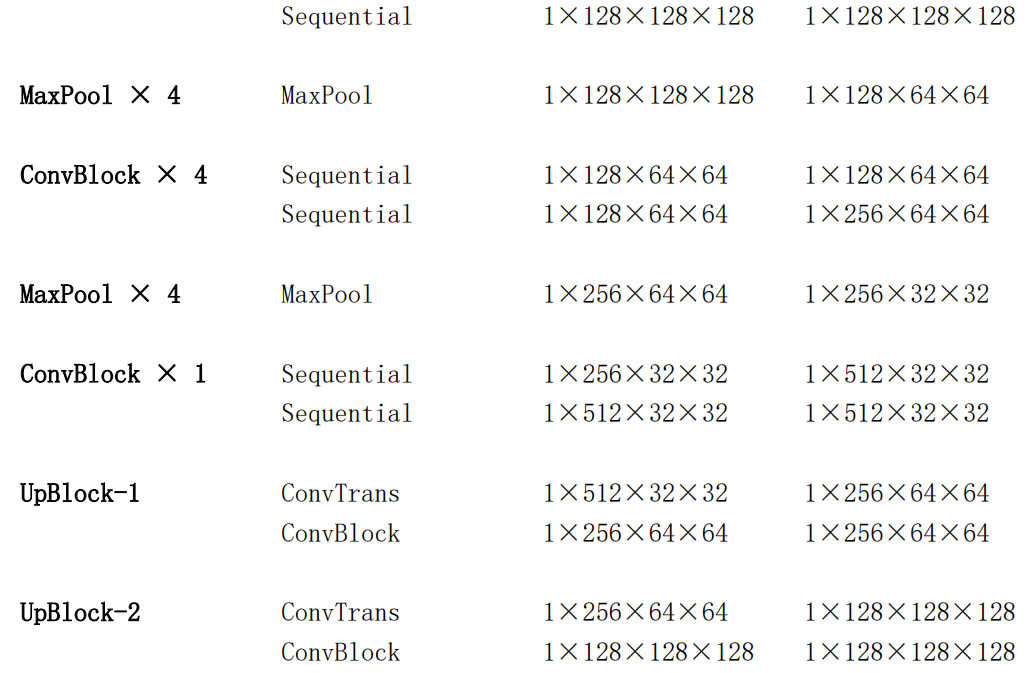 Sequential 1×128×128×128 1×128×128×128
MaxPool × 4 MaxPool 1×128×128×128 1×128×64×64
ConvBlock × 4 Sequential 1×128×64×64 1×128×64×64
Sequential 1×128×64×64 1×256×64×64
MaxPool × 4 MaxPool 1×256×64×64 1×256×32×32
ConvBlock × 1 Sequential 1×256×32×32 1×512×32×32
Sequential 1×512×32×32 1×512×32×32
UpBlock-1 ConvTrans 1×512×32×32 1×256×64×64
ConvBlock 1×256×64×64 1×256×64×64
UpBlock-2 ConvTrans 1×256×64×64 1×128×128×128
ConvBlock 1×128×128×128 1×128×128×128